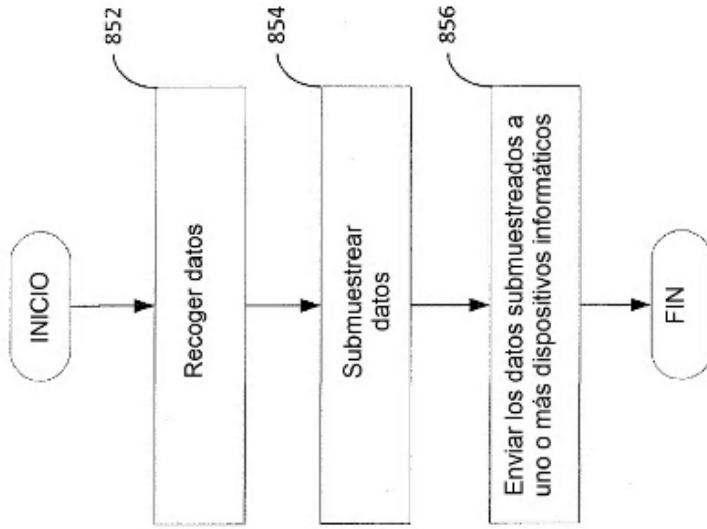 INICIO
852
Recoger datos
854
Submuestrear
datos
856
Enviar los datos submuestreados a
uno o más dispositivos informáticos
FIN